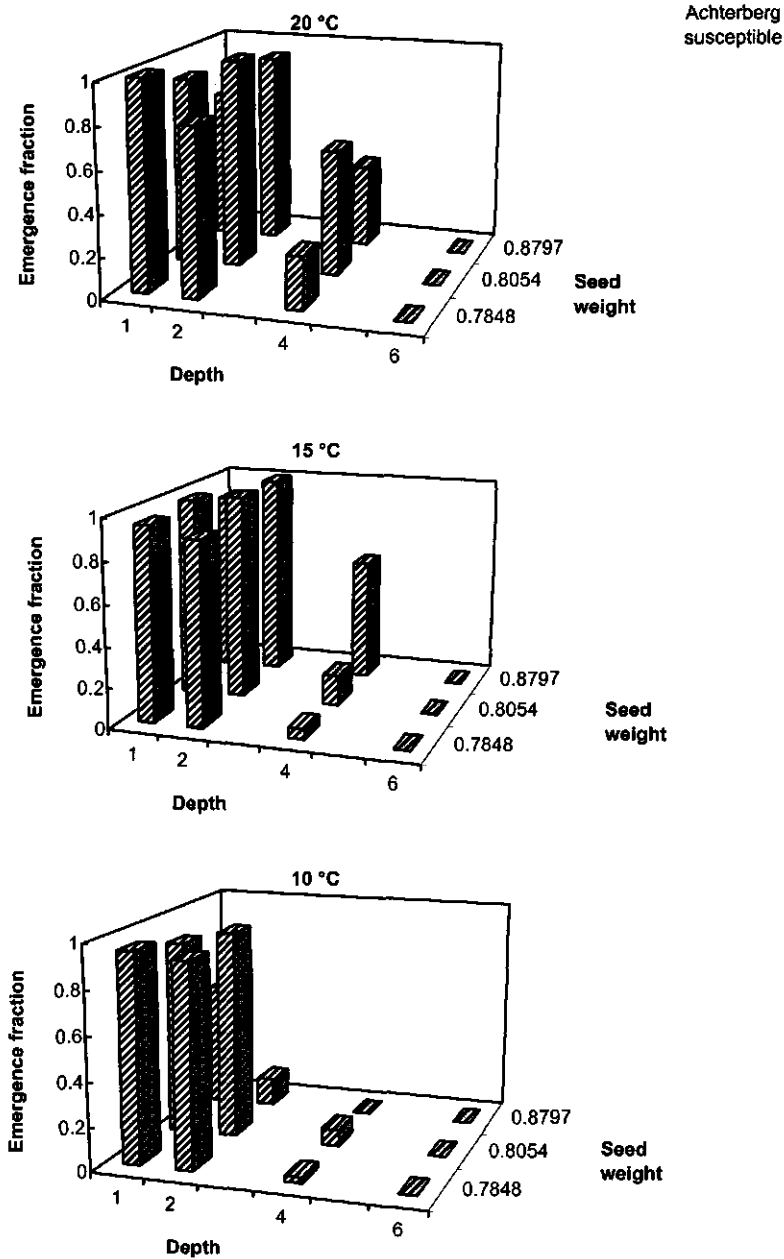 Achterberg
susceptible
20 °C
Emergence fraction
1
0.8
0.6
0.4
0.2
0
1
2
4
6
Depth
0.8797
0.8054
0.7848
Seed
weight
15 °C
Emergence fraction
1
0.8
0.6
0.4
0.2
0
1
2
4
6
Depth
0.8797
0.8054
0.7848
Seed
weight
10 °C
Emergence fraction
1
0.8
0.6
0.4
0.2
0
1
2
4
6
Depth
0.8797
0.8054
0.7848
Seed
weight